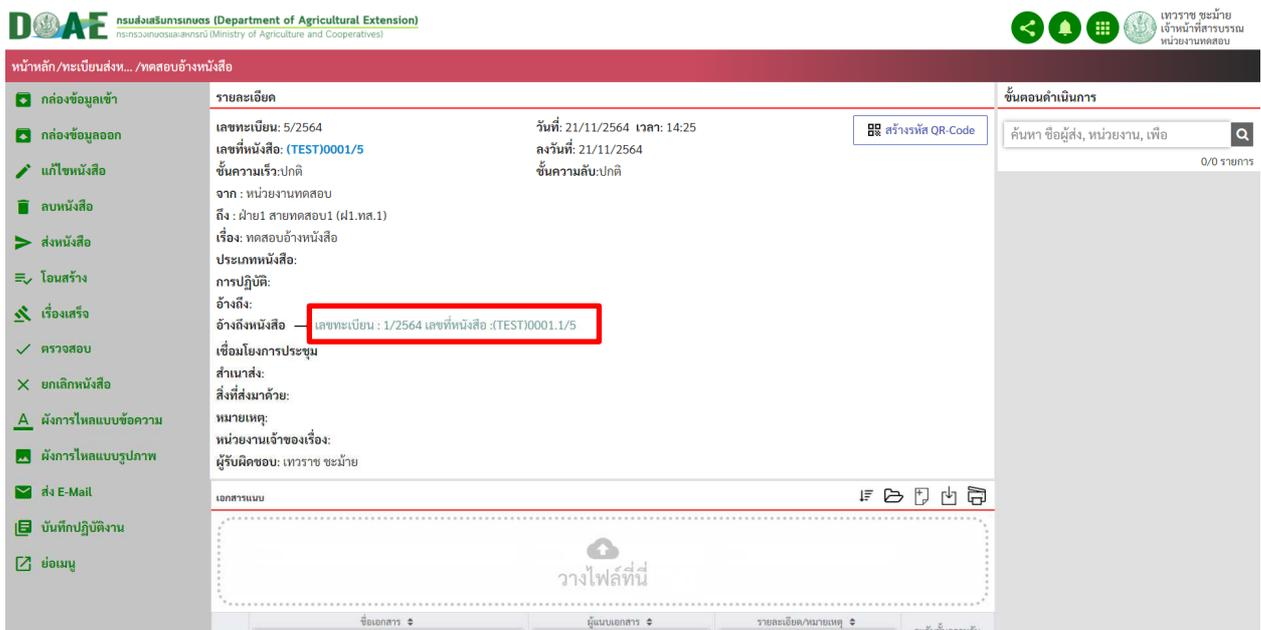 DOAE
กรมส่งเสริมการเกษตร (Department of Agricultural Extension)
กระทรวงเกษตรและสหกรณ์ (Ministry of Agriculture and Cooperatives)
เทวราช ชะม้าย
เจ้าหน้าที่สารบรรณ
หน่วยงานทดสอบ
หน้าหลัก/ทะเบียนส่งห... /ทดสอบอ้างหนังสือ
กล่องข้อมูลเข้า
กล่องข้อมูลออก
แก้ไขหนังสือ
ลบหนังสือ
ส่งหนังสือ
โอนสร้าง
เรื่องเสร็จ
ตรวจสอบ
ยกเลิกหนังสือ
ผังการไหลแบบข้อความ
ผังการไหลแบบรูปภาพ
ส่ง E-Mail
บันทึกปฏิบัติงาน
ย่อเมนู
รายละเอียด
เลขทะเบียน: 5/2564 วันที่: 21/11/2564 เวลา: 14:25
สร้างรหัส QR-Code
เลขที่หนังสือ: (TEST)0001/5 ลงวันที่: 21/11/2564
ชั้นความเร็ว:ปกติ ชั้นความลับ:ปกติ
จาก : หน่วยงานทดสอบ
ถึง : ฝ่าย1 สายทดสอบ1 (ฝ1.ทส.1)
เรื่อง: ทดสอบอ้างหนังสือ
ประเภทหนังสือ:
การปฏิบัติ:
อ้างถึง:
อ้างถึงหนังสือ เลขทะเบียน : 1/2564 เลขที่หนังสือ :(TEST)0001.1/5
เชื่อมโยงการประชุม
สำเนาส่ง:
สิ่งที่ส่งมาด้วย:
หมายเหตุ:
หน่วยงานเจ้าของเรื่อง:
ผู้รับผิดชอบ: เทวราช ชะม้าย
เอกสารแนบ
วางไฟล์ที่นี่
ชื่อเอกสาร ผู้แนบเอกสาร รายละเอียด/หมายเหตุ
ขั้นตอนดำเนินการ
ค้นหา ชื่อผู้ส่ง, หน่วยงาน, เพื่อ
0/0 รายการ